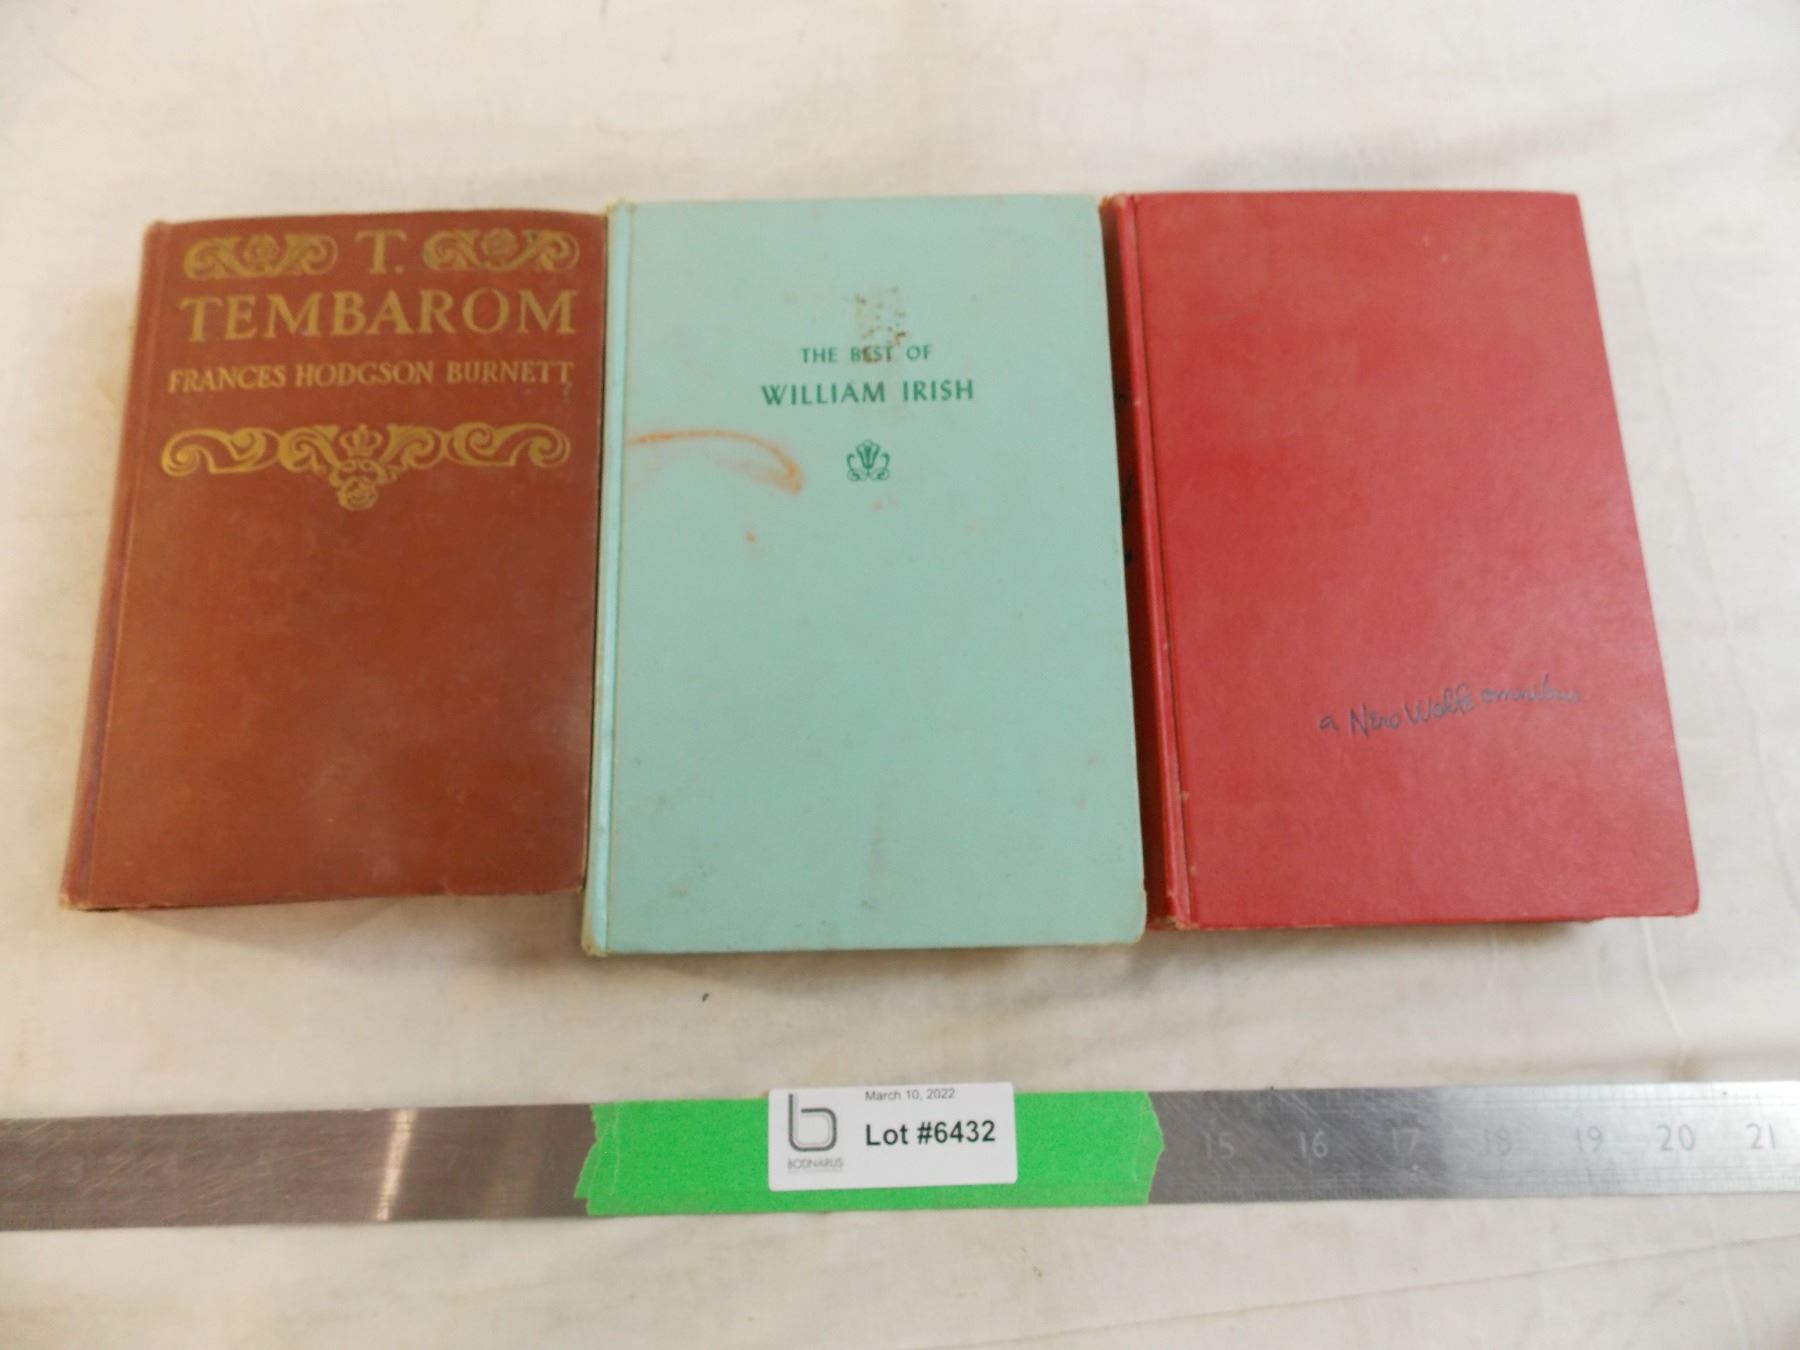 T.
TEMBAROM
FRANCES HODGSON BURNETT
THE BEST OF
WILLIAM IRISH
a Nero Wolfe omnibus
March 10, 2022
Lot #6432
BODNARUS
15 16 17 18 19 20 21